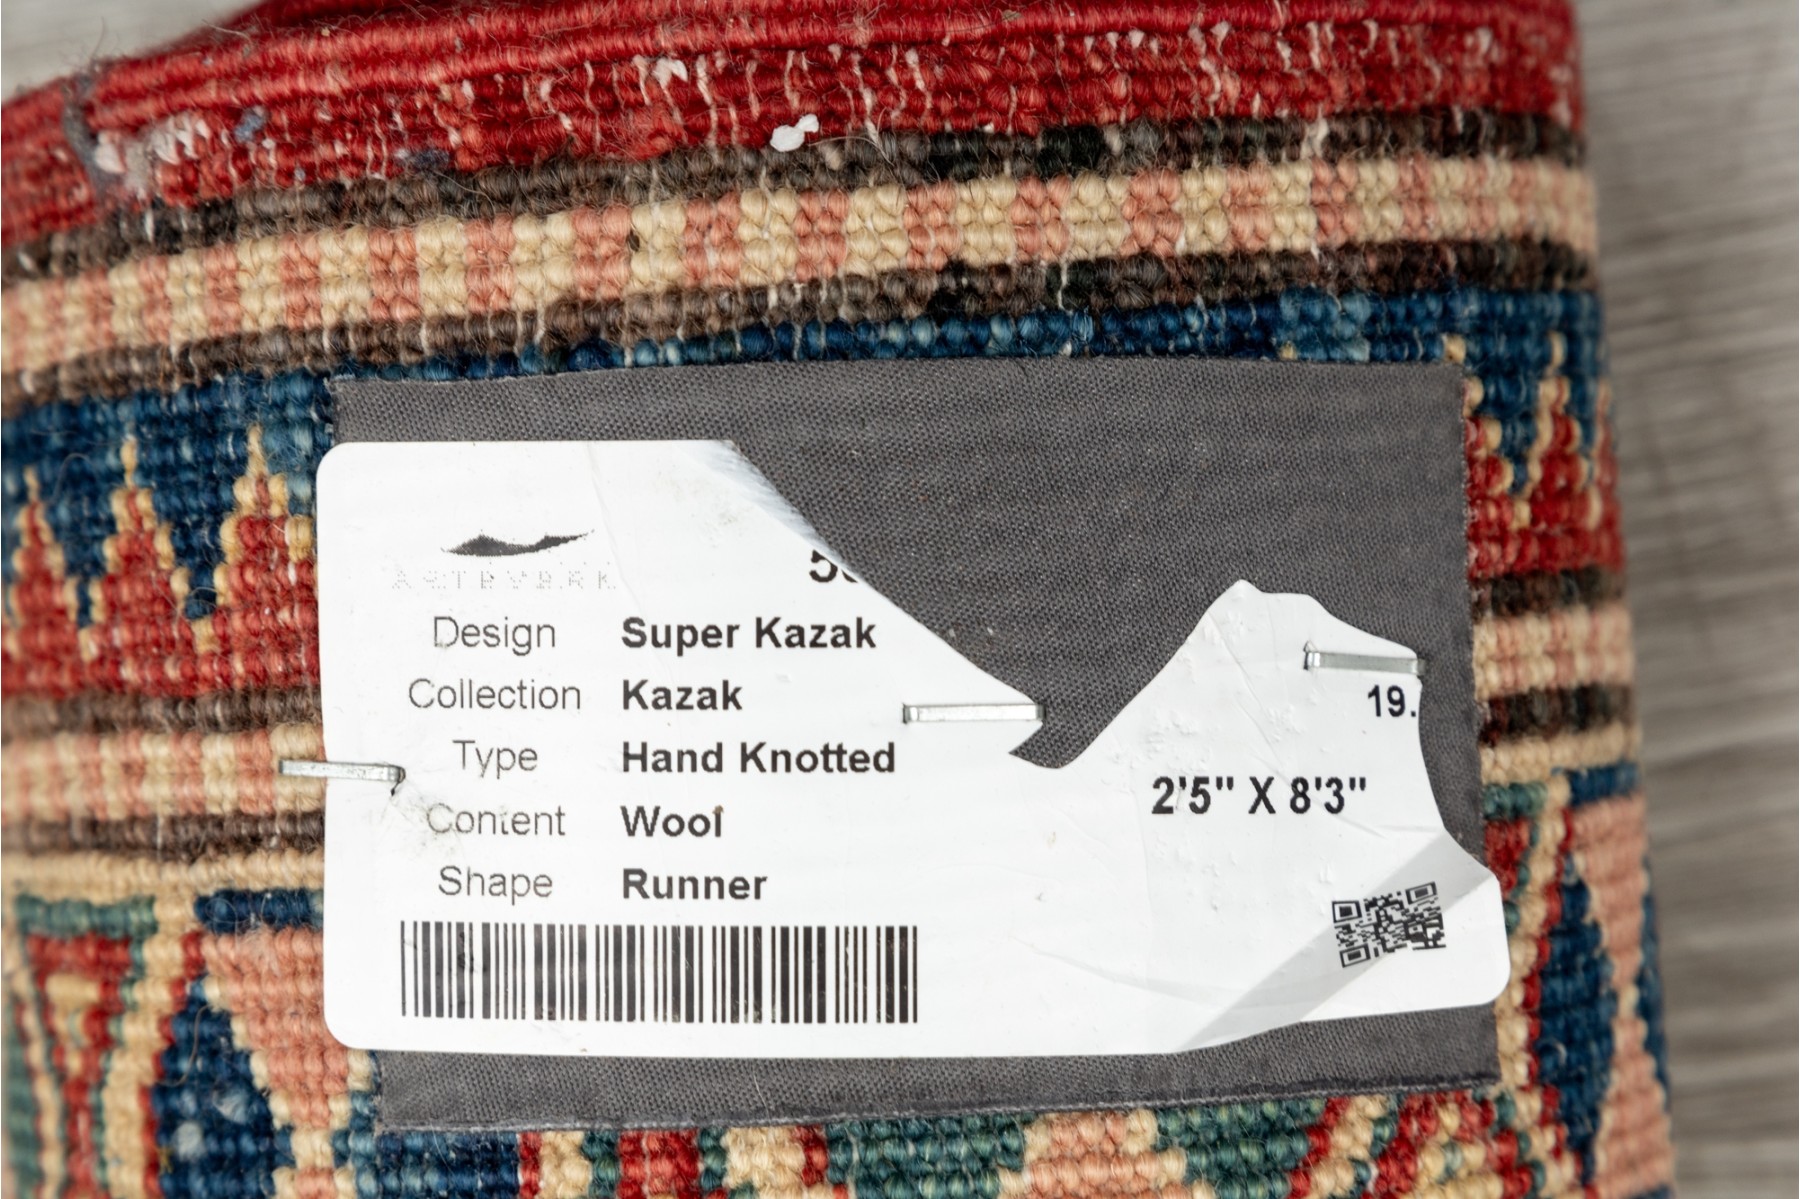 Design Super Kazak
Collection Kazak
19.
Type Hand Knotted
2'5" X 8'3"
Content Wool
Shape Runner